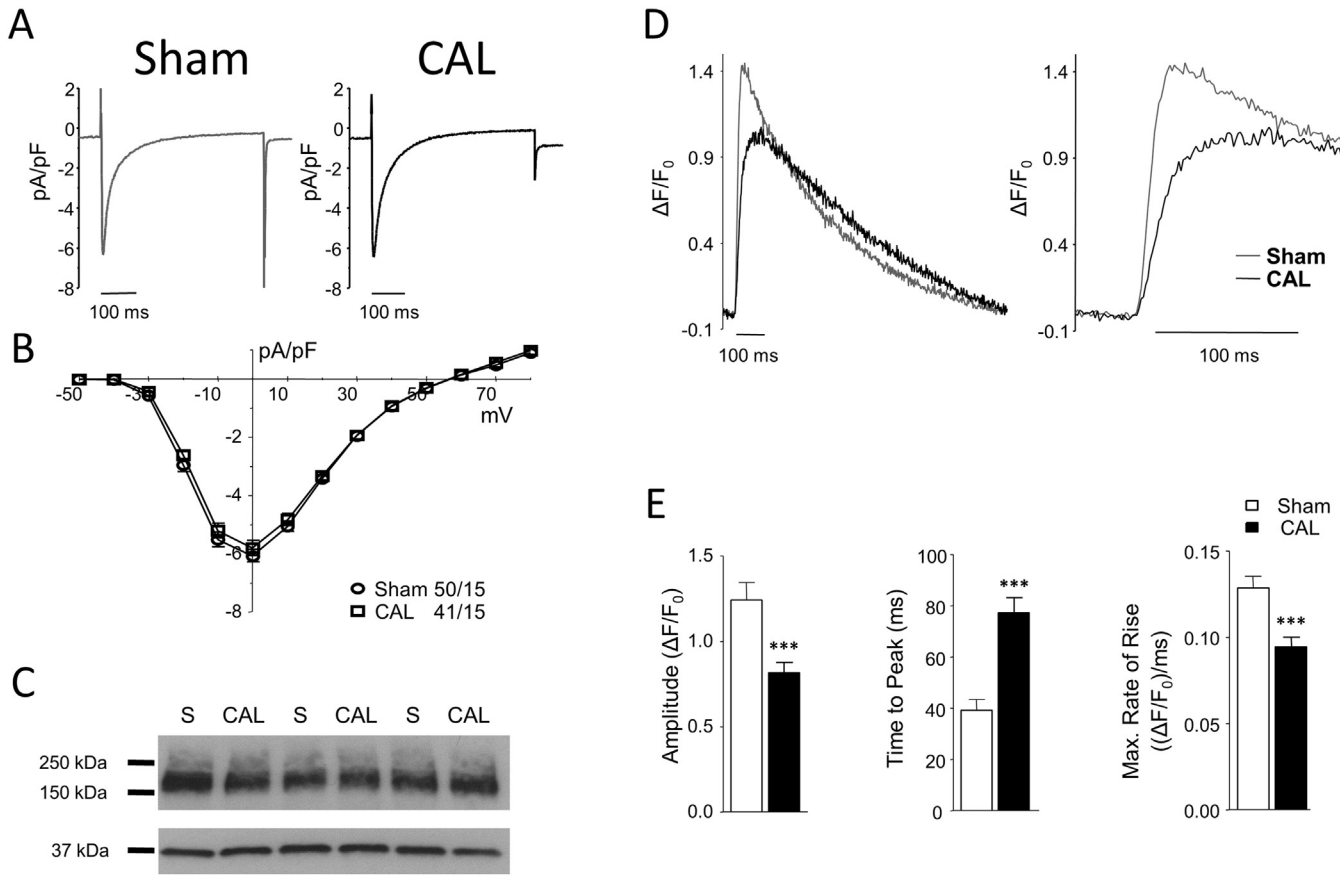 A
Sham
CAL
2
0
-2
-4
-6
-8
pA/pF
100 ms
2
0
-2
-4
-6
-8
pA/pF
100 ms
B
pA/pF
-50
-30
-10
10
30
50
70
mV
-2
-4
-6
-8
Sham 50/15
CAL 41/15
C
S CAL S CAL S CAL
250 kDa
150 kDa
37 kDa
D
1.4
0.9
0.4
-0.1
ΔF/F0
100 ms
1.4
0.9
0.4
-0.1
ΔF/F0
Sham
CAL
100 ms
E
Sham
CAL
1.5
1.0
0.5
0.0
Amplitude (ΔF/F0)
***
100
80
60
40
20
0
Time to Peak (ms)
***
0.15
0.10
0.05
0.00
Max. Rate of Rise
((ΔF/F0)/ms)
***